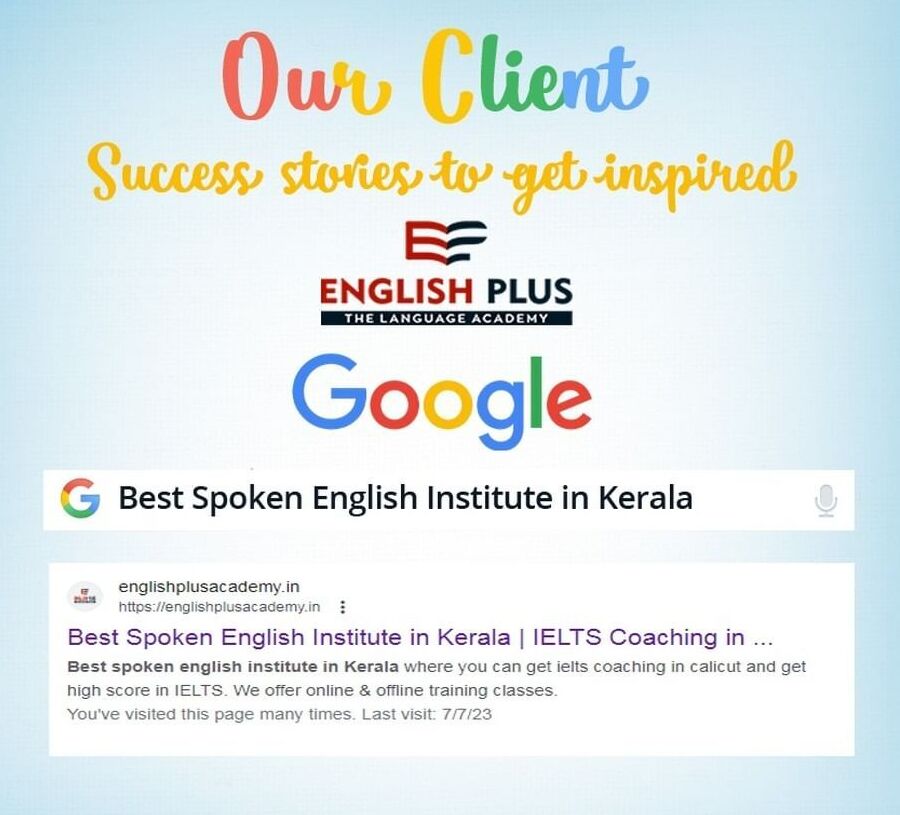 Our Client
Success stories to get inspired
ENGLISH PLUS
THE LANGUAGE ACADEMY
Google
Best Spoken English Institute in Kerala
englishplusacademy.in
https://englishplusacademy.in
Best Spoken English Institute in Kerala | IELTS Coaching in ...
Best spoken english institute in Kerala where you can get ielts coaching in calicut and get
high score in IELTS. We offer online & offline training classes.
You've visited this page many times. Last visit: 7/7/23